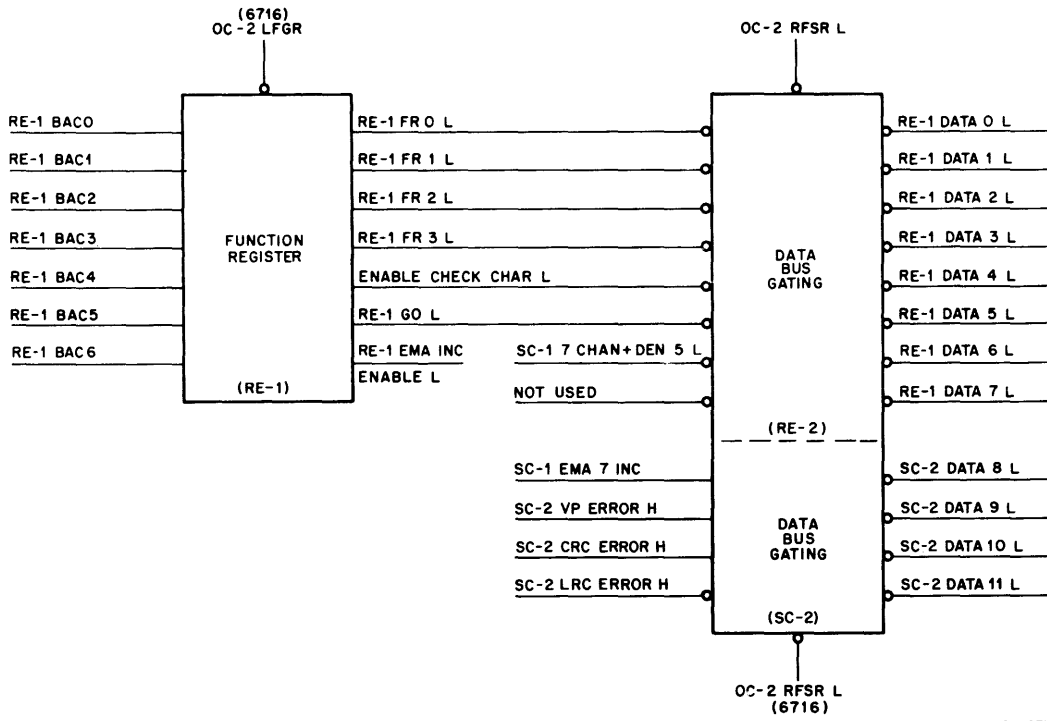 (6716)
OC-2 LFGR
OC-2 RFSR L
RE-1 BAC0
RE-1 BAC1
RE-1 BAC2
RE-1 BAC3
RE-1 BAC4
RE-1 BAC5
RE-1 BAC6
FUNCTION
REGISTER
(RE-1)
RE-1 FR 0 L
RE-1 FR 1 L
RE-1 FR 2 L
RE-1 FR 3 L
ENABLE CHECK CHAR L
RE-1 GO L
RE-1 EMA INC
ENABLE L
SC-1 7 CHAN+DEN 5 L
NOT USED
SC-1 EMA 7 INC
SC-2 VP ERROR H
SC-2 CRC ERROR H
SC-2 LRC ERROR H
DATA
BUS
GATING
(RE-2)
DATA
BUS
GATING
(SC-2)
RE-1 DATA 0 L
RE-1 DATA 1 L
RE-1 DATA 2 L
RE-1 DATA 3 L
RE-1 DATA 4 L
RE-1 DATA 5 L
RE-1 DATA 6 L
RE-1 DATA 7 L
SC-2 DATA 8 L
SC-2 DATA 9 L
SC-2 DATA 10 L
SC-2 DATA 11 L
OC-2 RFSR L
(6716)